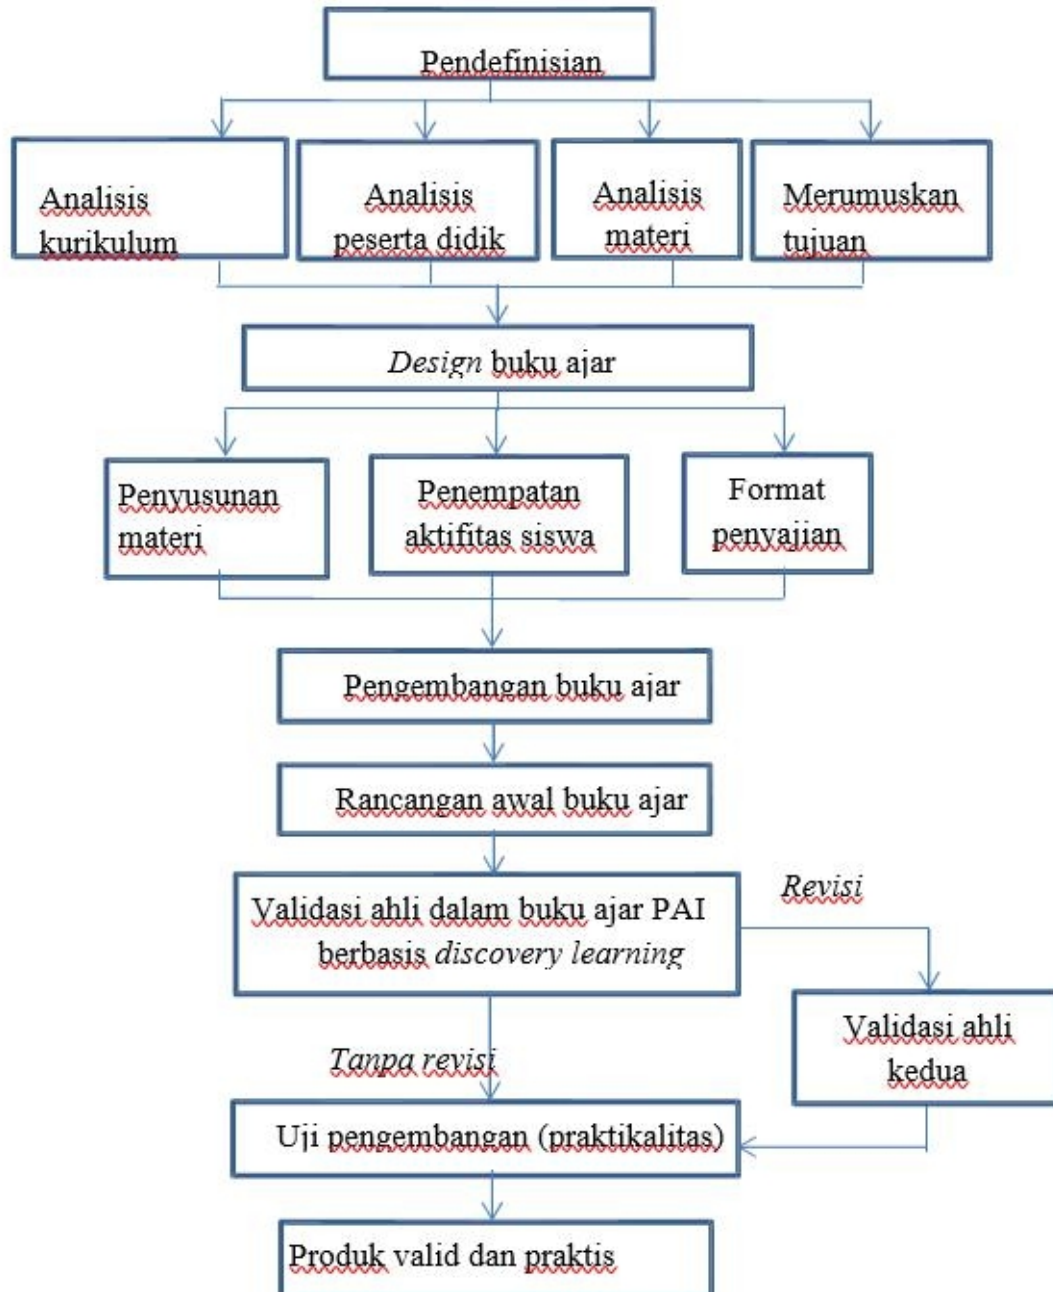 Pendefinisian
Analisis
kurikulum
Analisis
peserta didik
Analisis
materi
Merumuskan
tujuan
Design buku ajar
Penyusunan
materi
Penempatan
aktifitas siswa
Format
penyajian
Pengembangan buku ajar
Rancangan awal buku ajar
Validasi ahli dalam buku ajar PAI
berbasis discovery learning
Revisi
Validasi ahli
kedua
Tanpa revisi
Uji pengembangan (praktikalitas)
Produk valid dan praktis